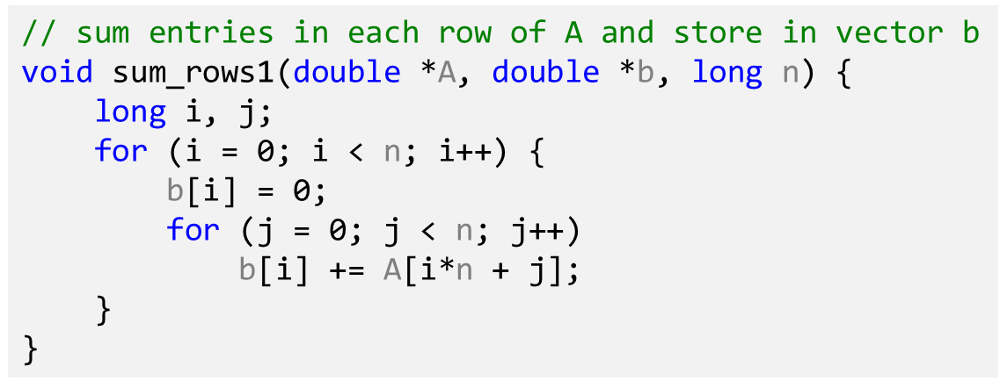 // sum entries in each row of A and store in vector b
void sum_rows1(double *A, double *b, long n) {
    long i, j;
    for (i = 0; i < n; i++) {
        b[i] = 0;
        for (j = 0; j < n; j++)
            b[i] += A[i*n + j];
    }
}